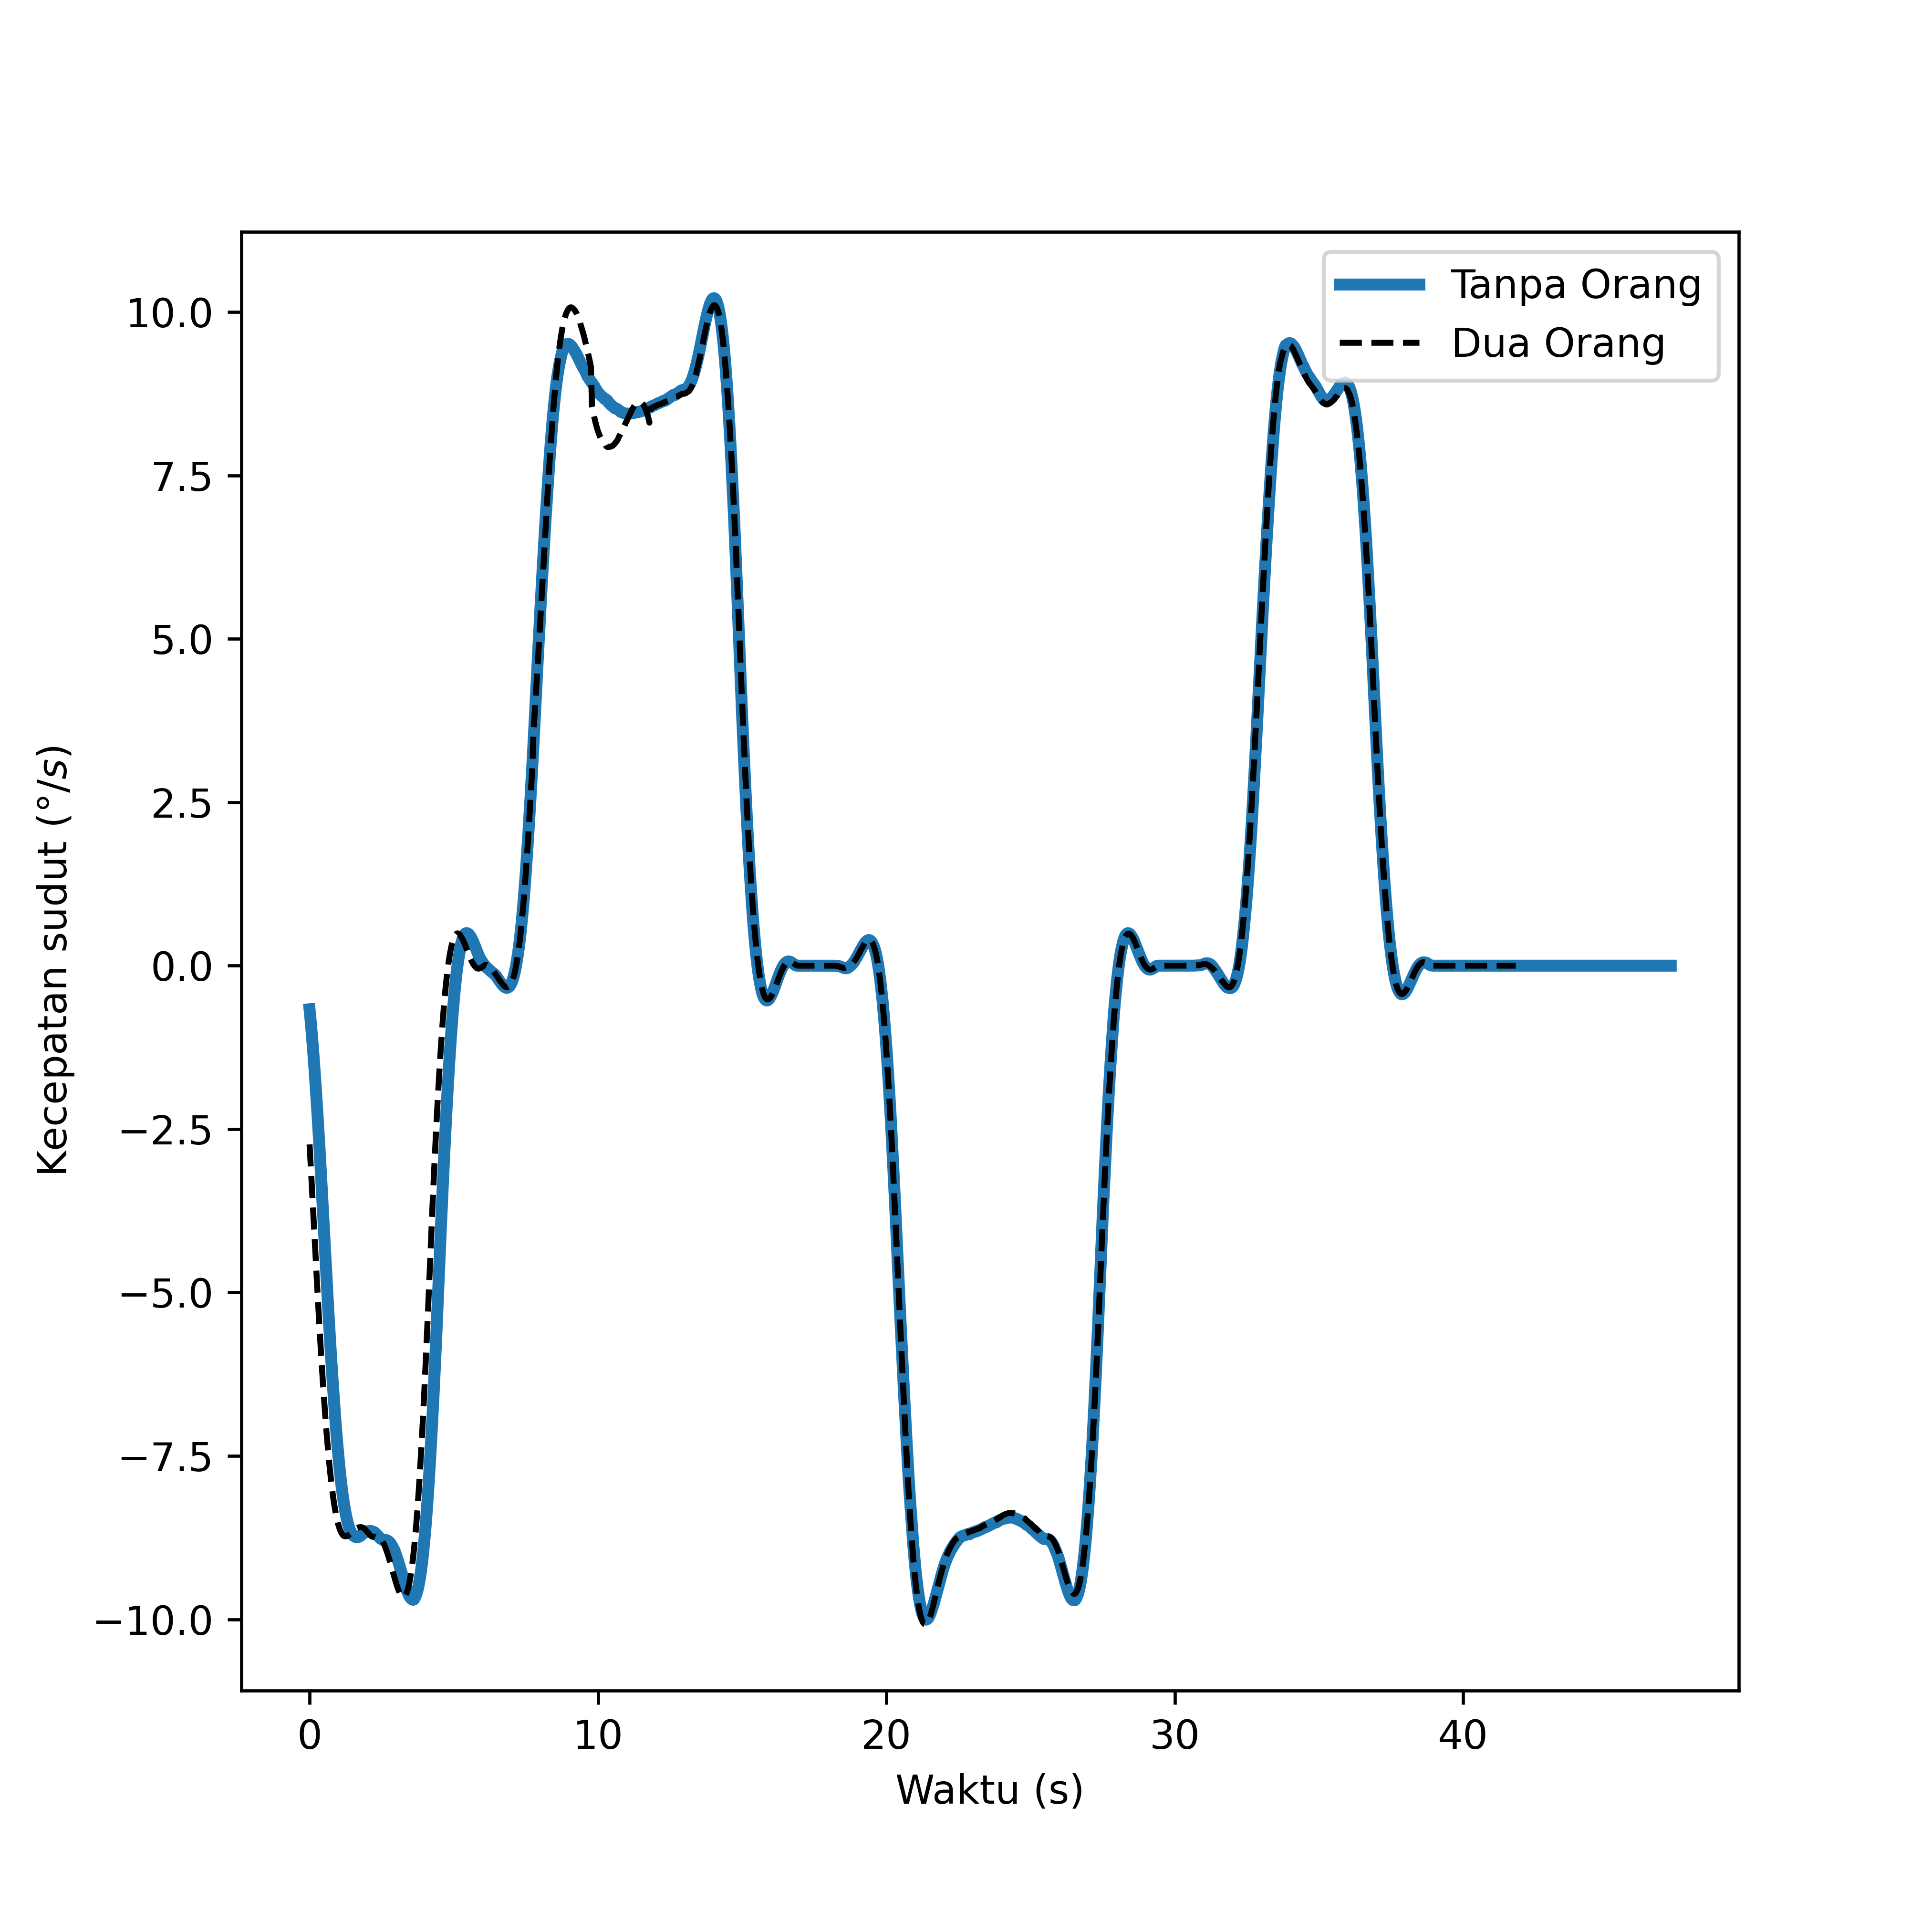 Tanpa Orang
Dua Orang
10.0
7.5
5.0
2.5
0.0
−2.5
−5.0
−7.5
−10.0
Kecepatan sudut (°/s)
0 10 20 30 40
Waktu (s)